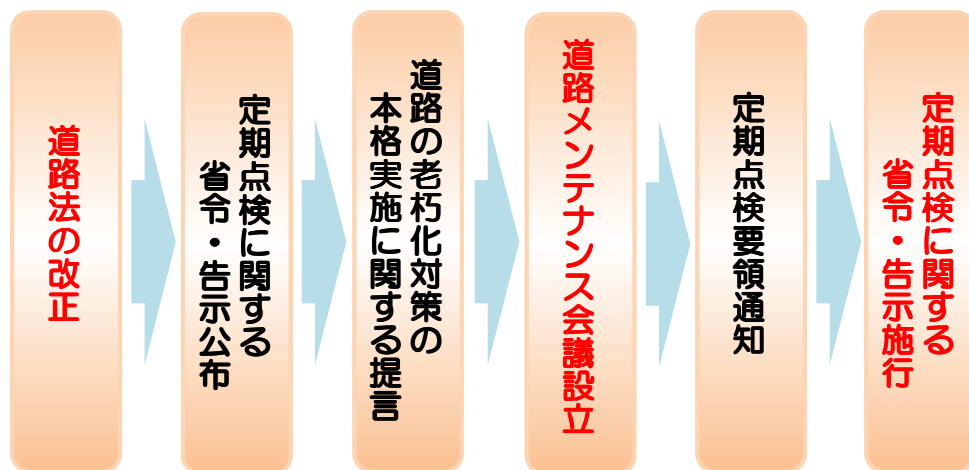 道路法の改正
定期点検に関する
省令・告示公布
道路の老朽化対策の
本格実施に関する提言
道路メンテナンス会議設立
定期点検要領通知
定期点検に関する
省令・告示施行